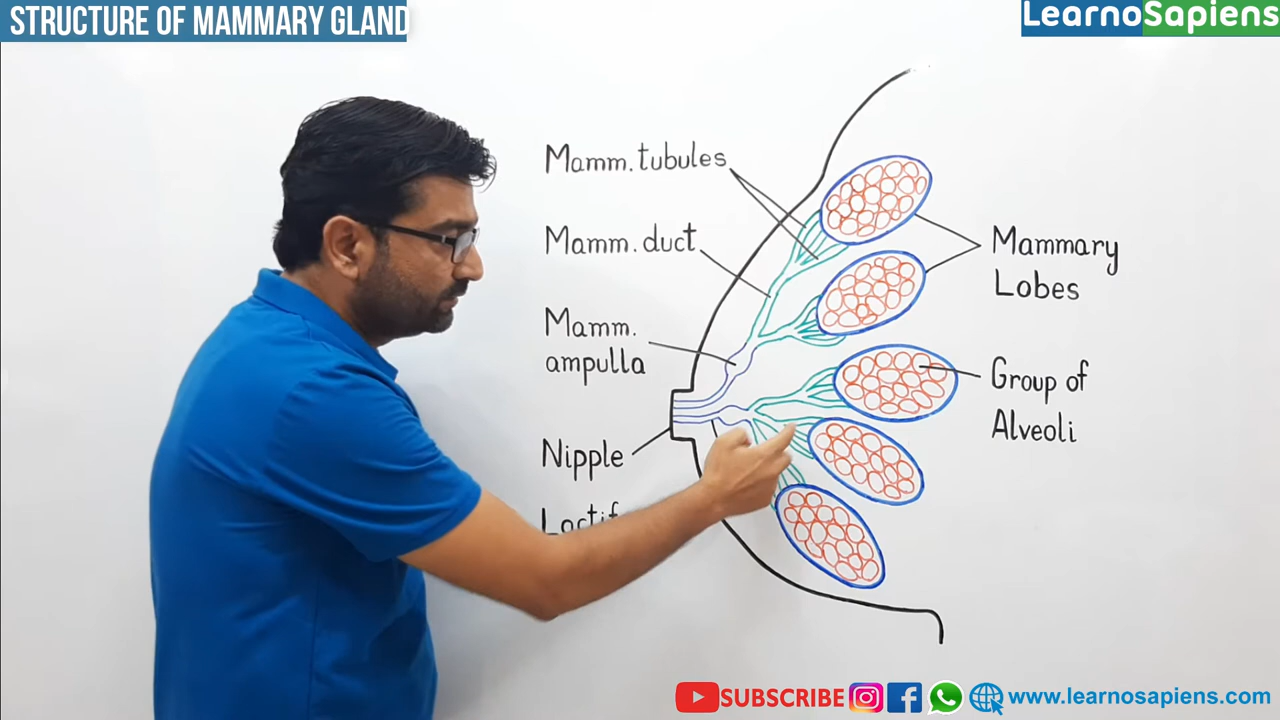 STRUCTURE OF MAMMARY GLAND
LearnoSapiens
Mamm. tubules
Mamm. duct
Mamm.
ampulla
Nipple
Mammary
Lobes
Group of
Alveoli
SUBSCRIBE
www.learnosapiens.com